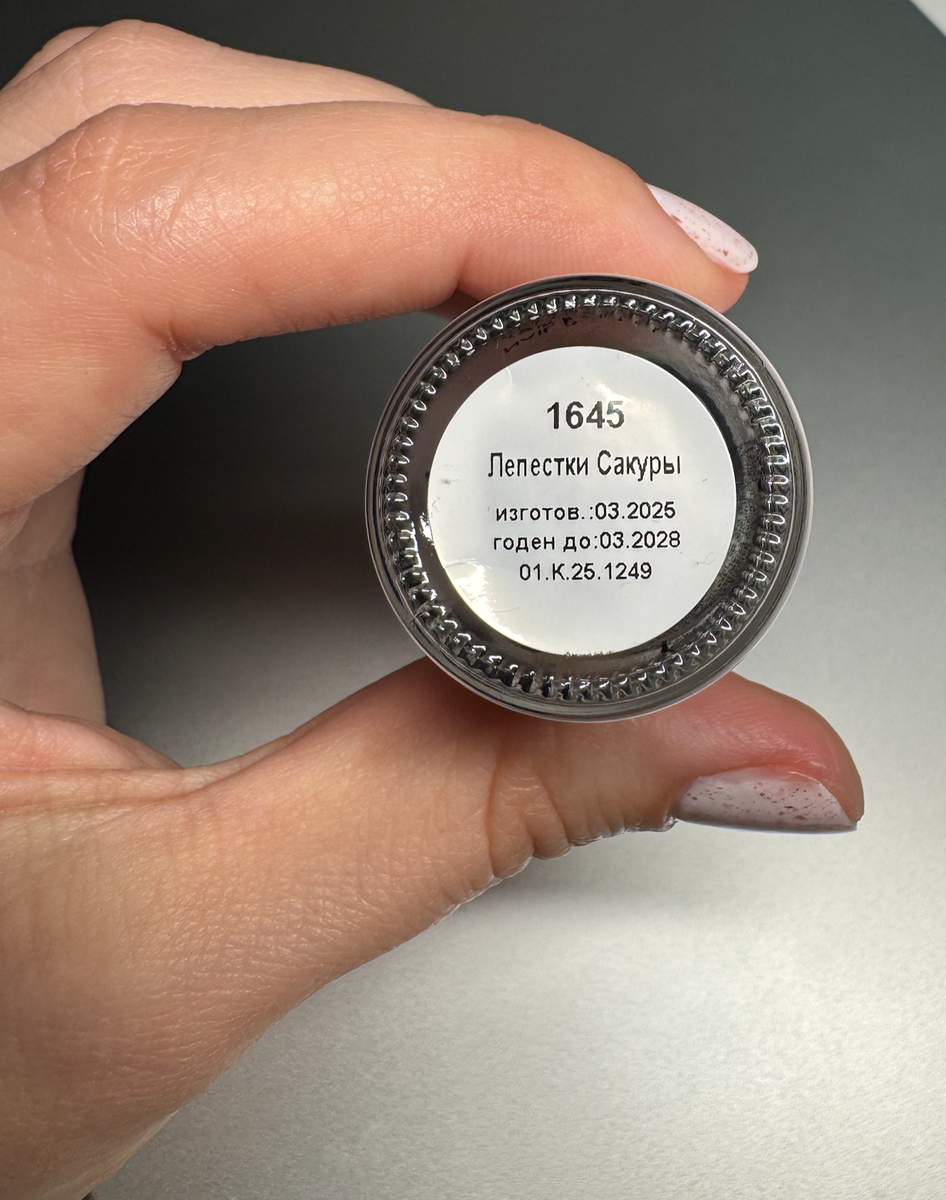 1645
Лепестки Сакуры
изготов.:03.2025
годен до:03.2028
01.К.25.1249